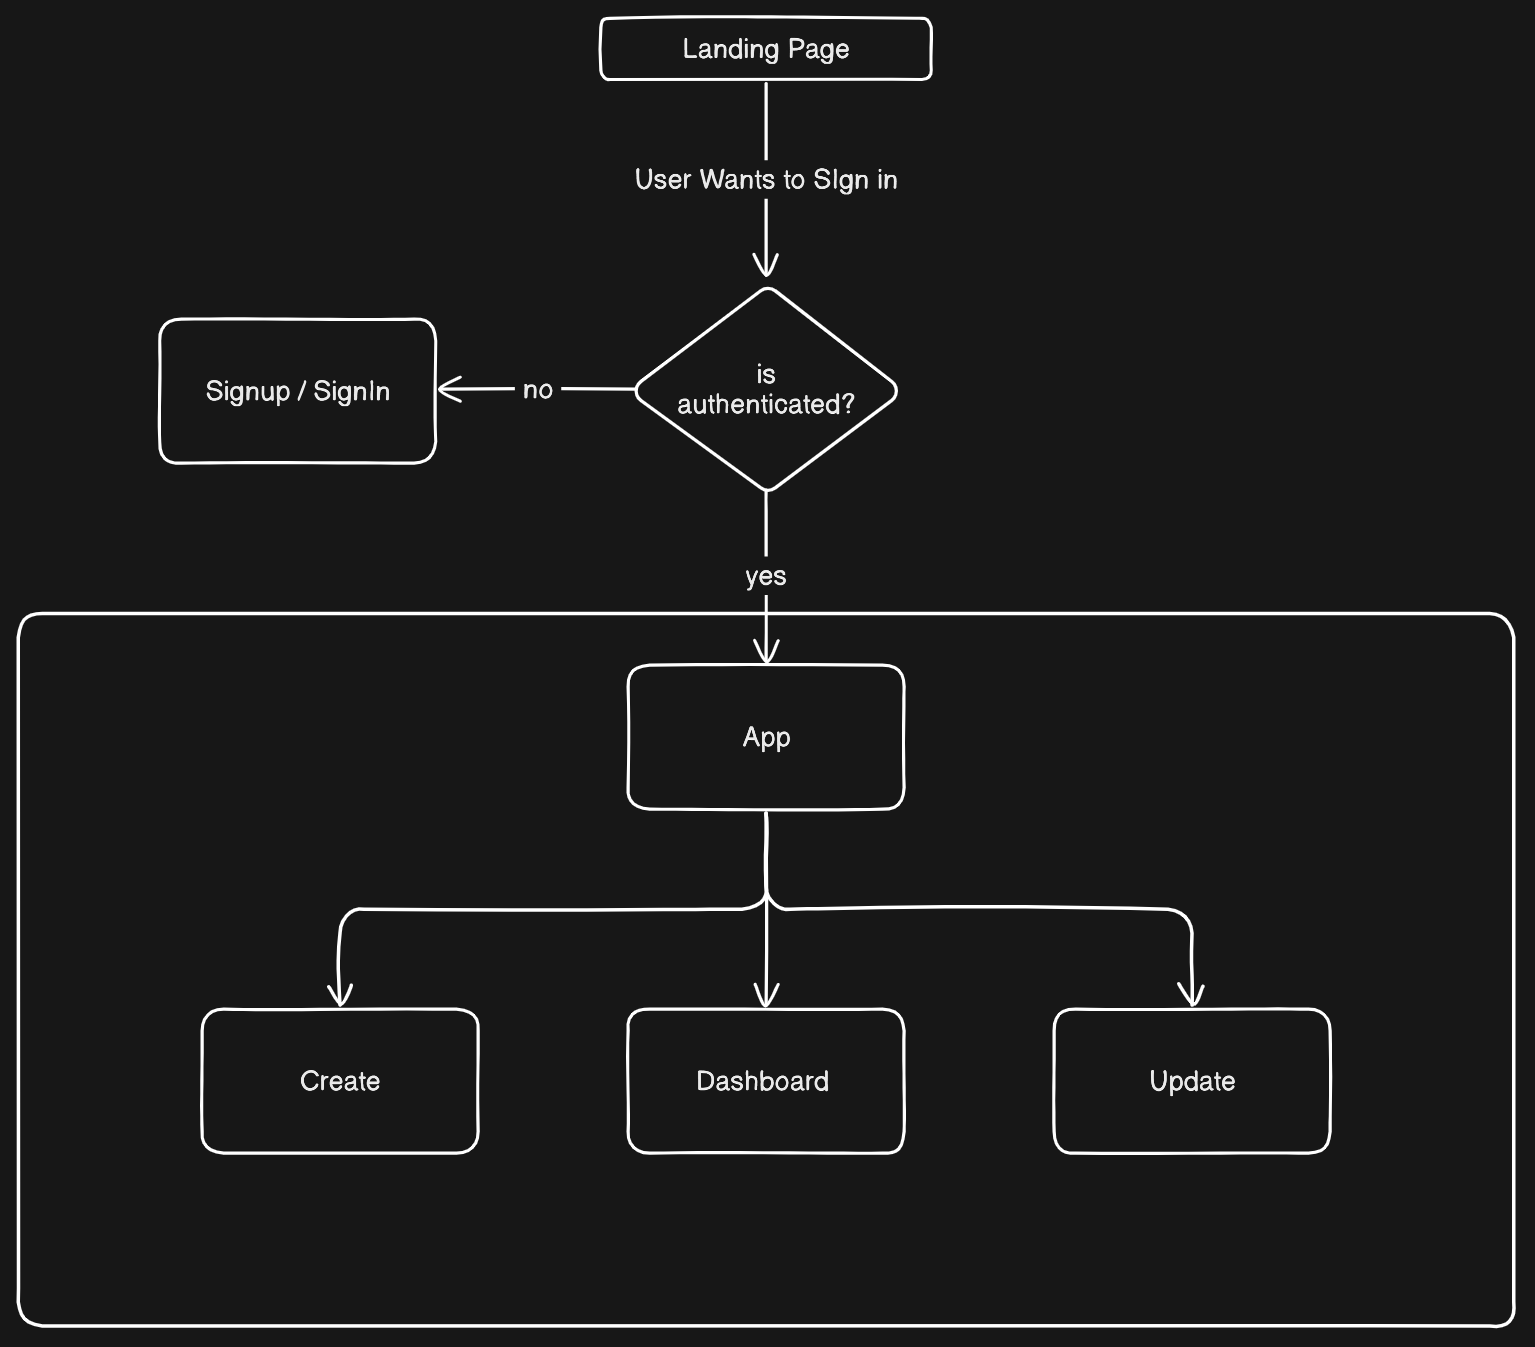 Landing Page
User Wants to SIgn in
is
authenticated?
no
Signup / SignIn
yes
App
Create
Dashboard
Update